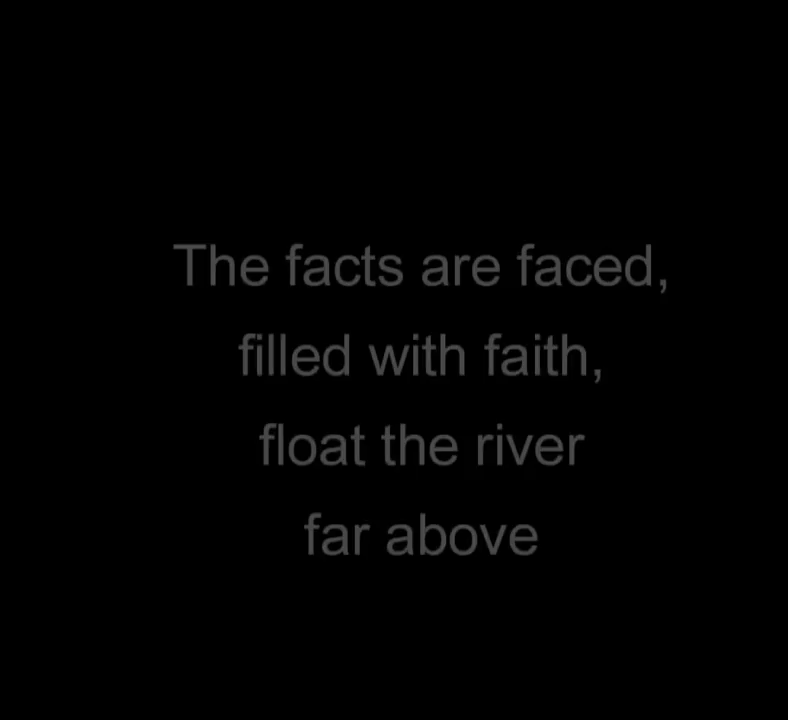 The facts are faced,
filled with faith,
float the river
far above